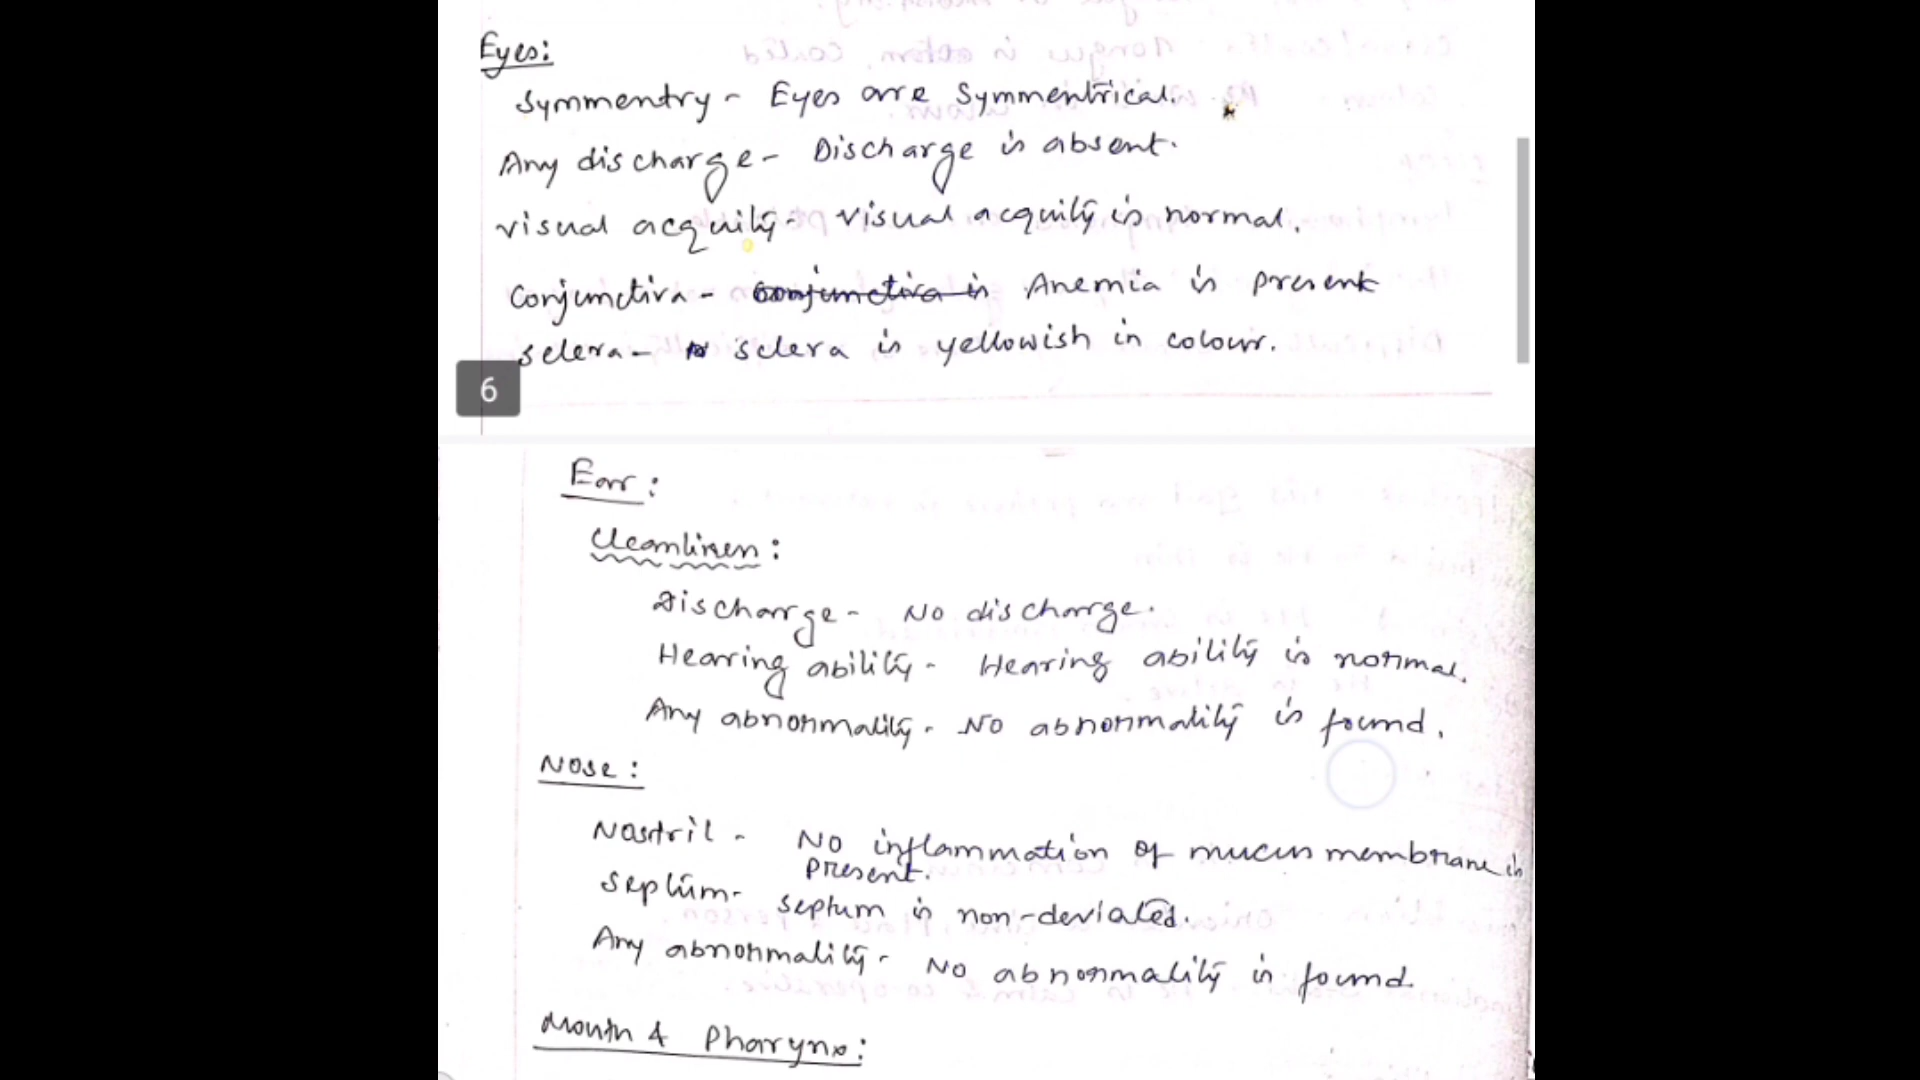 Eyes:
Symmentry - Eyes are Symmentrical.
Any discharge - Discharge is absent.
visual acquity - visual acquity is normal.
Conjunctiva - conjunctiva is Anemia is present
sclera - sclera is yellowish in colour.
6
Ear:
Cleanliness:
Discharge - No discharge.
Hearing ability - Hearing ability is normal.
Any abnormality - No abnormality is found.
Nose:
Nostril - No inflammation of mucus membrane is
present.
Septum - septum is non-deviated.
Any abnormality - No abnormality is found.
Mouth & Pharynx: